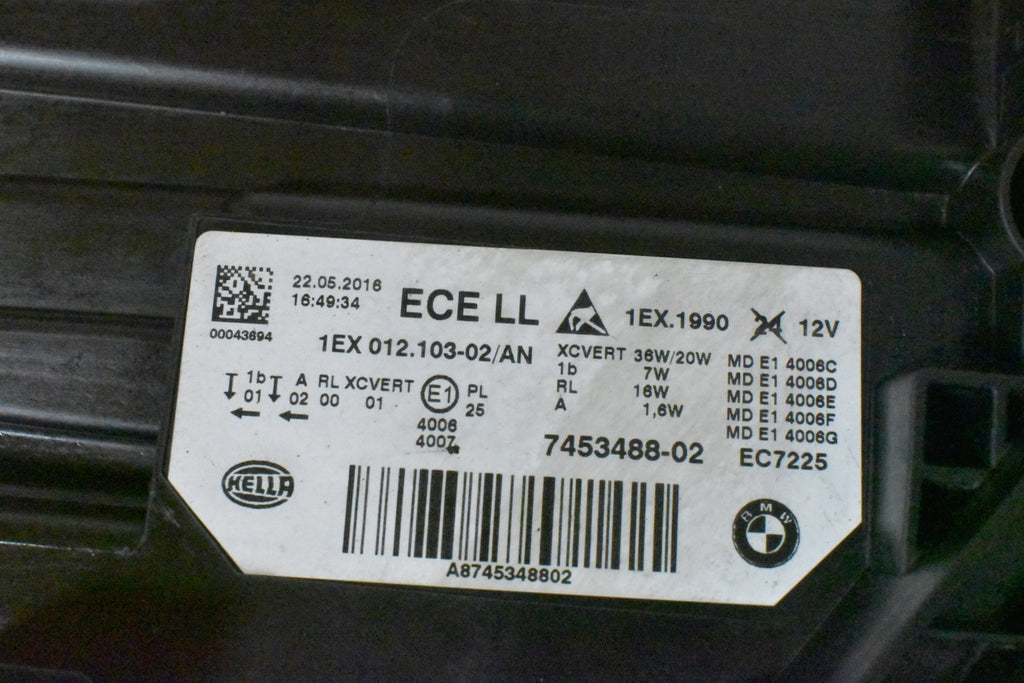 22.05.2016
16:49:34
ECE LL
1EX.1990
24 12V
00043694
1EX 012.103-02/AN
XCVERT 36W/20W
1b 7W
RL 16W
A 1,6W
MD E1 4006C
MD E1 4006D
MD E1 4006E
MD E1 4006F
MD E1 4006G
1b A RL XCVERT E1 PL
01 02 00 01 25
4006
4007
7453488-02
EC7225
HELLA
BMW
A8745348802